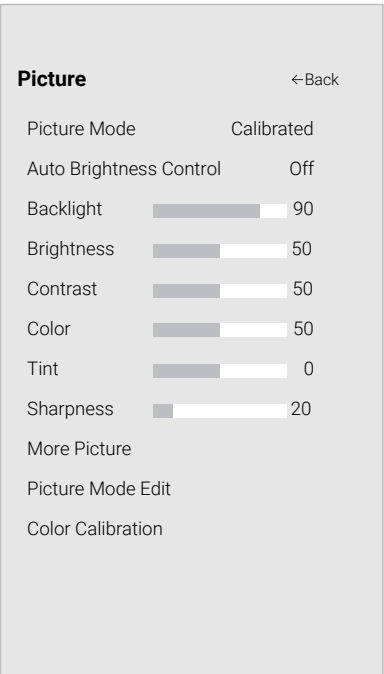 Picture ←Back
Picture Mode Calibrated
Auto Brightness Control Off
Backlight 90
Brightness 50
Contrast 50
Color 50
Tint 0
Sharpness 20
More Picture
Picture Mode Edit
Color Calibration